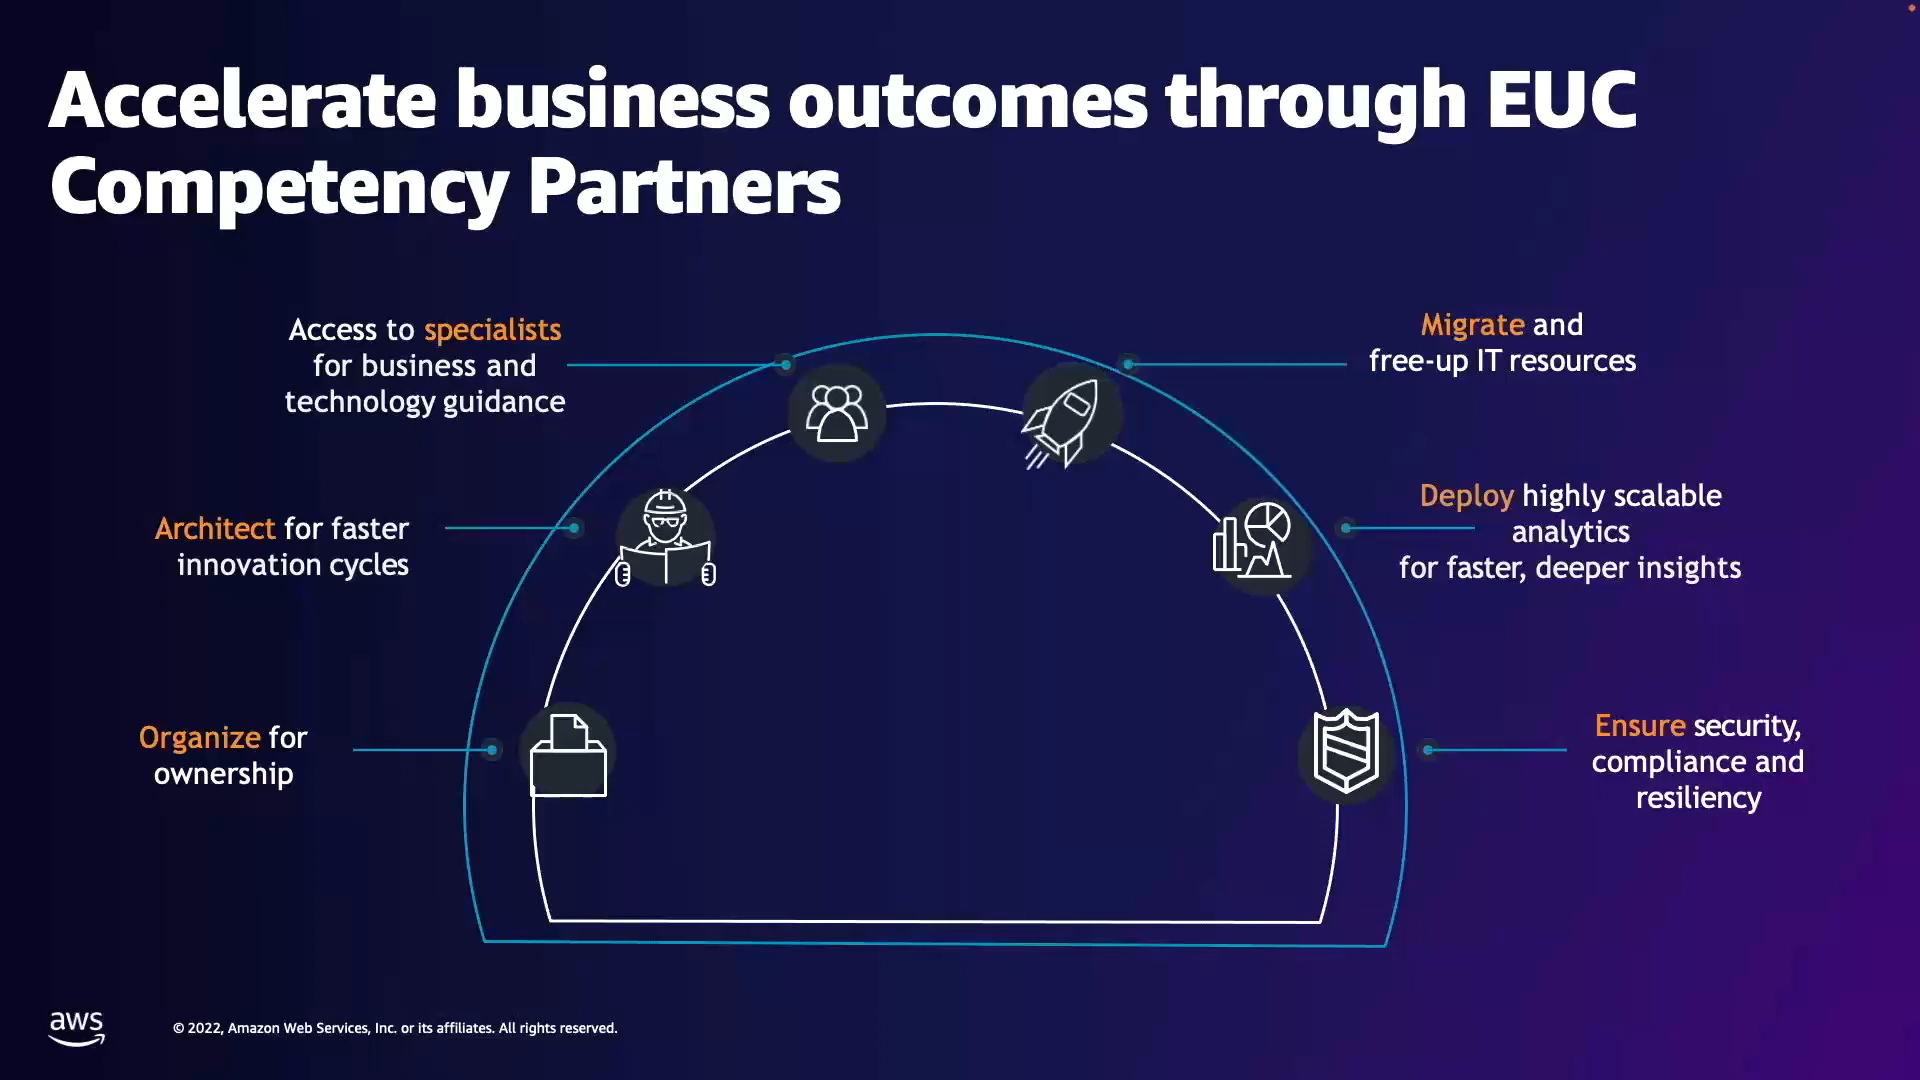 Accelerate business outcomes through EUC
Competency Partners
Access to specialists
for business and
technology guidance
Architect for faster
innovation cycles
Organize for
ownership
Migrate and
free-up IT resources
Deploy highly scalable
analytics
for faster, deeper insights
Ensure security,
compliance and
resiliency
aws
© 2022, Amazon Web Services, Inc. or its affiliates. All rights reserved.